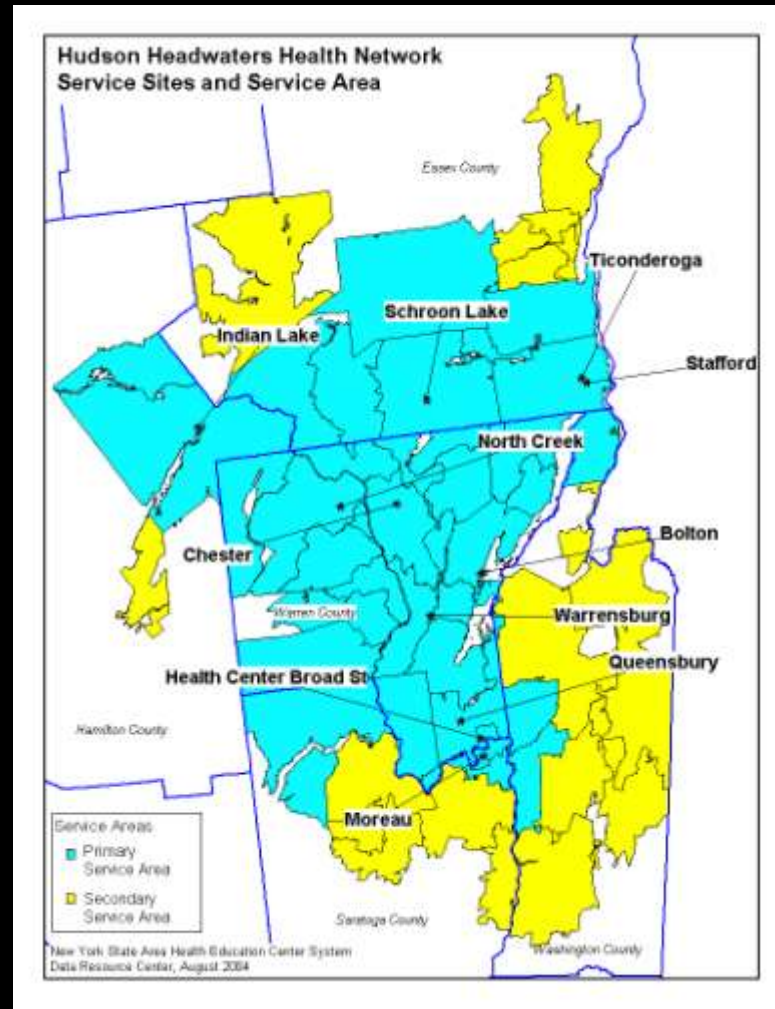 Hudson Headwaters Health Network
Service Sites and Service Area
Essex County
Ticonderoga
Schroon Lake
Indian Lake
Stafford
North Creek
Chester
Bolton
Warren County
Warrensburg
Queensbury
Health Center Broad St
Hamilton County
Moreau
Service Areas
Primary
Service Area
Secondary
Service Area
Saratoga County
Washington County
New York State Area Health Education Center System
Data Resource Center, August 2004